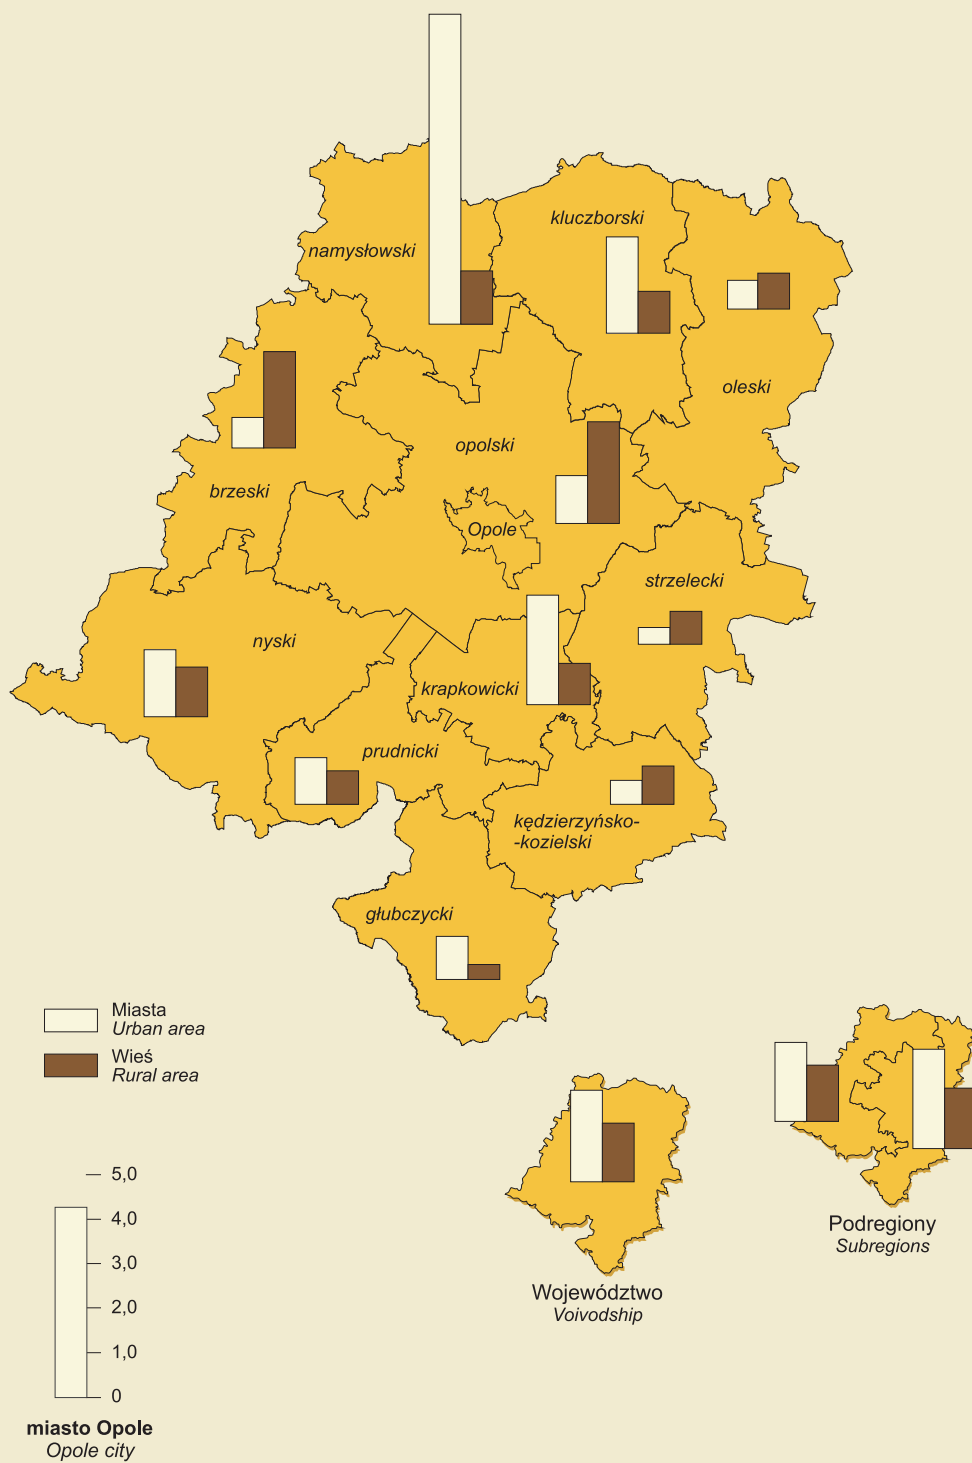 kluczborski
namysłowski
oleski
opolski
brzeski
Opole
strzelecki
nyski
krapkowicki
prudnicki
kędzierzyńsko-
-kozielski
głubczycki
Miasta
Urban area
Wieś
Rural area
5,0
4,0
3,0
2,0
1,0
0
miasto Opole
Opole city
Województwo
Voivodship
Podregiony
Subregions